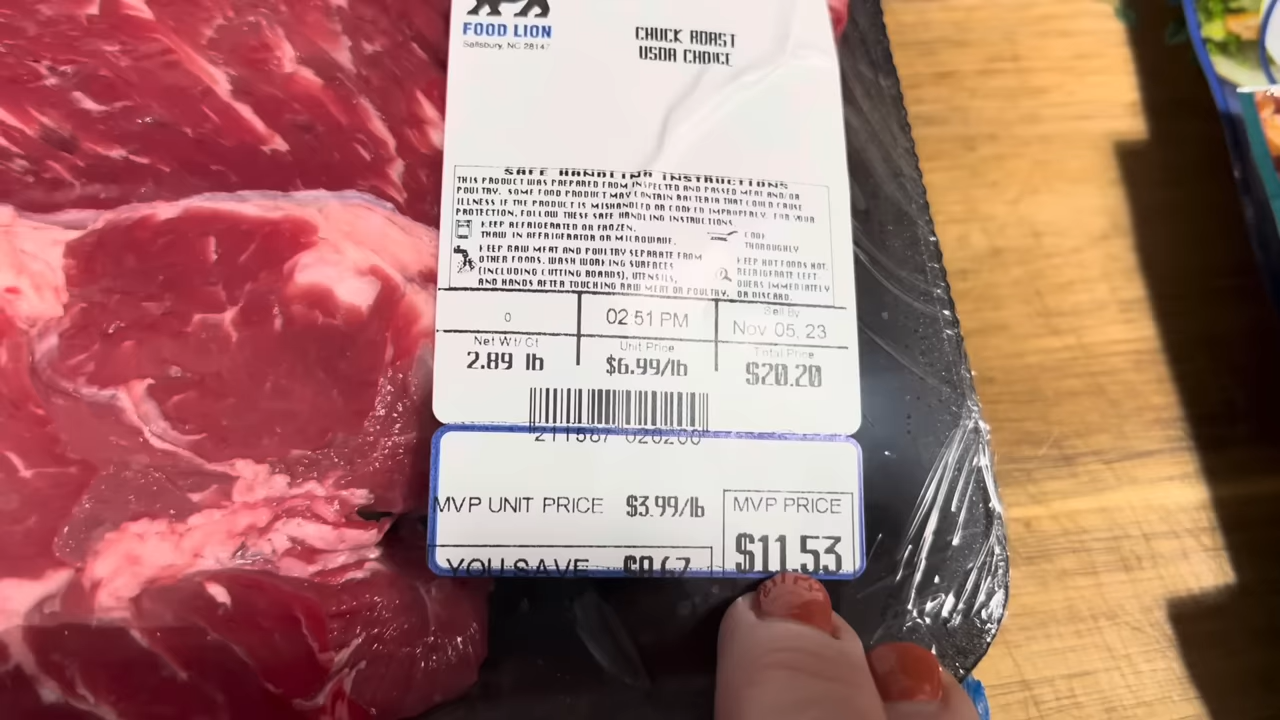 FOOD LION
Salisbury, NC 28147
CHUCK ROAST
USDA CHOICE
SAFE HANDLING INSTRUCTIONS
THIS PRODUCT WAS PREPARED FROM INSPECTED AND PASSED MEAT AND/OR
POULTRY. SOME FOOD PRODUCT MAY CONTAIN BACTERIA THAT COULD CAUSE
ILLNESS IF THE PRODUCT IS MISHANDLED OR COOKED IMPROPERLY. FOR YOUR
PROTECTION, FOLLOW THESE SAFE HANDLING INSTRUCTIONS.
KEEP REFRIGERATED OR FROZEN.
THAW IN REFRIGERATOR OR MICROWAVE.
COOK
THOROUGHLY
KEEP RAW MEAT AND POULTRY SEPARATE FROM
OTHER FOODS. WASH WORKING SURFACES
(INCLUDING CUTTING BOARDS), UTENSILS,
AND HANDS AFTER TOUCHING RAW MEAT OR POULTRY.
KEEP HOT FOODS HOT.
REFRIGERATE LEFT-
OVERS IMMEDIATELY
OR DISCARD.
0
02:51 PM
Sell By
Nov 05, 23
Net Wt/ Ct
2.89 lb
Unit Price
$6.99/lb
Total Price
$20.20
211587 020200
MVP UNIT PRICE $3.99/lb
MVP PRICE
$11.53
YOU SAVE